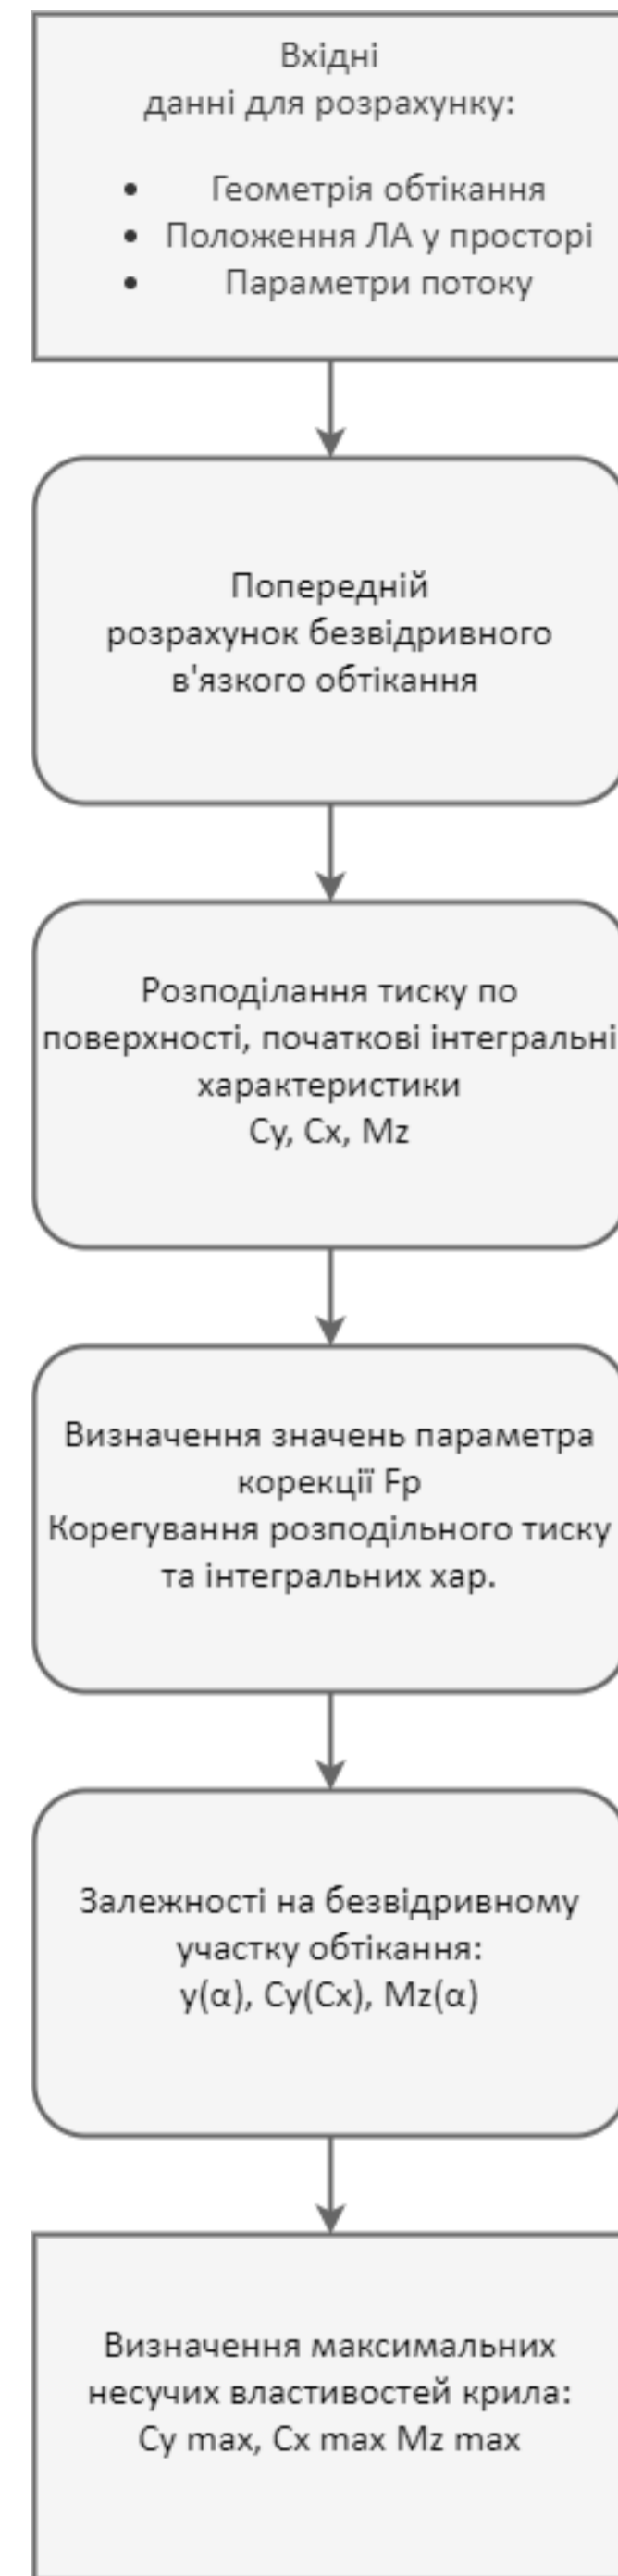 Вхідні
данні для розрахунку:
• Геометрія обтікання
• Положення ЛА у просторі
• Параметри потоку
Попередній
розрахунок безвідривного
в'язкого обтікання
Розподілання тиску по
поверхності, початкові інтегральні
характеристики
Cy, Cx, Mz
Визначення значень параметра
корекції Fp
Корегування розподільного тиску
та інтегральних хар.
Залежності на безвідривному
участку обтікання:
y(α), Cy(Cx), Mz(α)
Визначення максимальних
несучих властивостей крила:
Cy max, Cx max Mz max